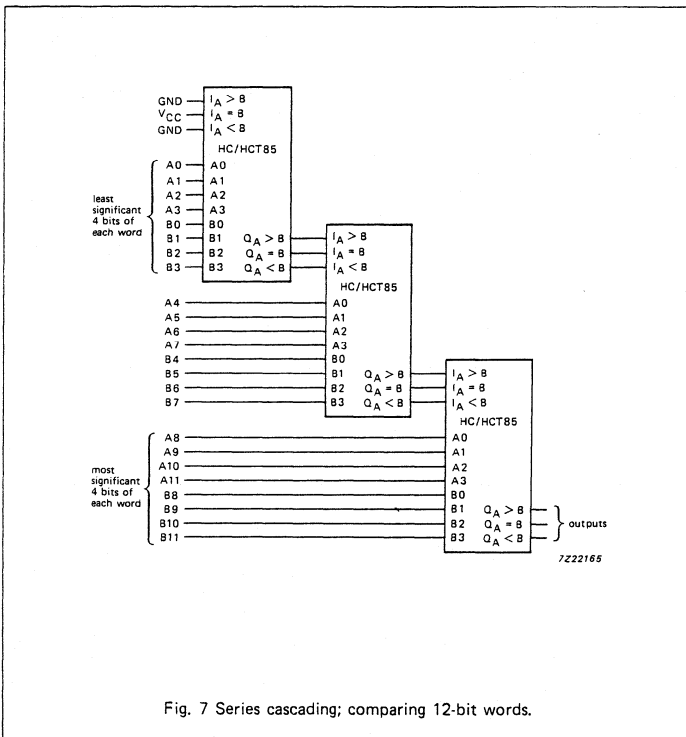 GND I A > B
VCC I A = B
GND I A < B
HC/HCT85
A0 A0
A1 A1
A2 A2
A3 A3
B0 B0
B1 B1 QA > B
B2 B2 QA = B
B3 B3 QA < B
least
significant
4 bits of
each word
IA > B
IA = B
IA < B
HC/HCT85
A4 A0
A5 A1
A6 A2
A7 A3
B4 B0
B5 B1 QA > B
B6 B2 QA = B
B7 B3 QA < B
IA > B
IA = B
IA < B
HC/HCT85
A8 A0
A9 A1
A10 A2
A11 A3
B8 B0
B9 B1 QA > B
B10 B2 QA = B
B11 B3 QA < B
most
significant
4 bits of
each word
outputs
7Z22165
Fig. 7 Series cascading; comparing 12-bit words.